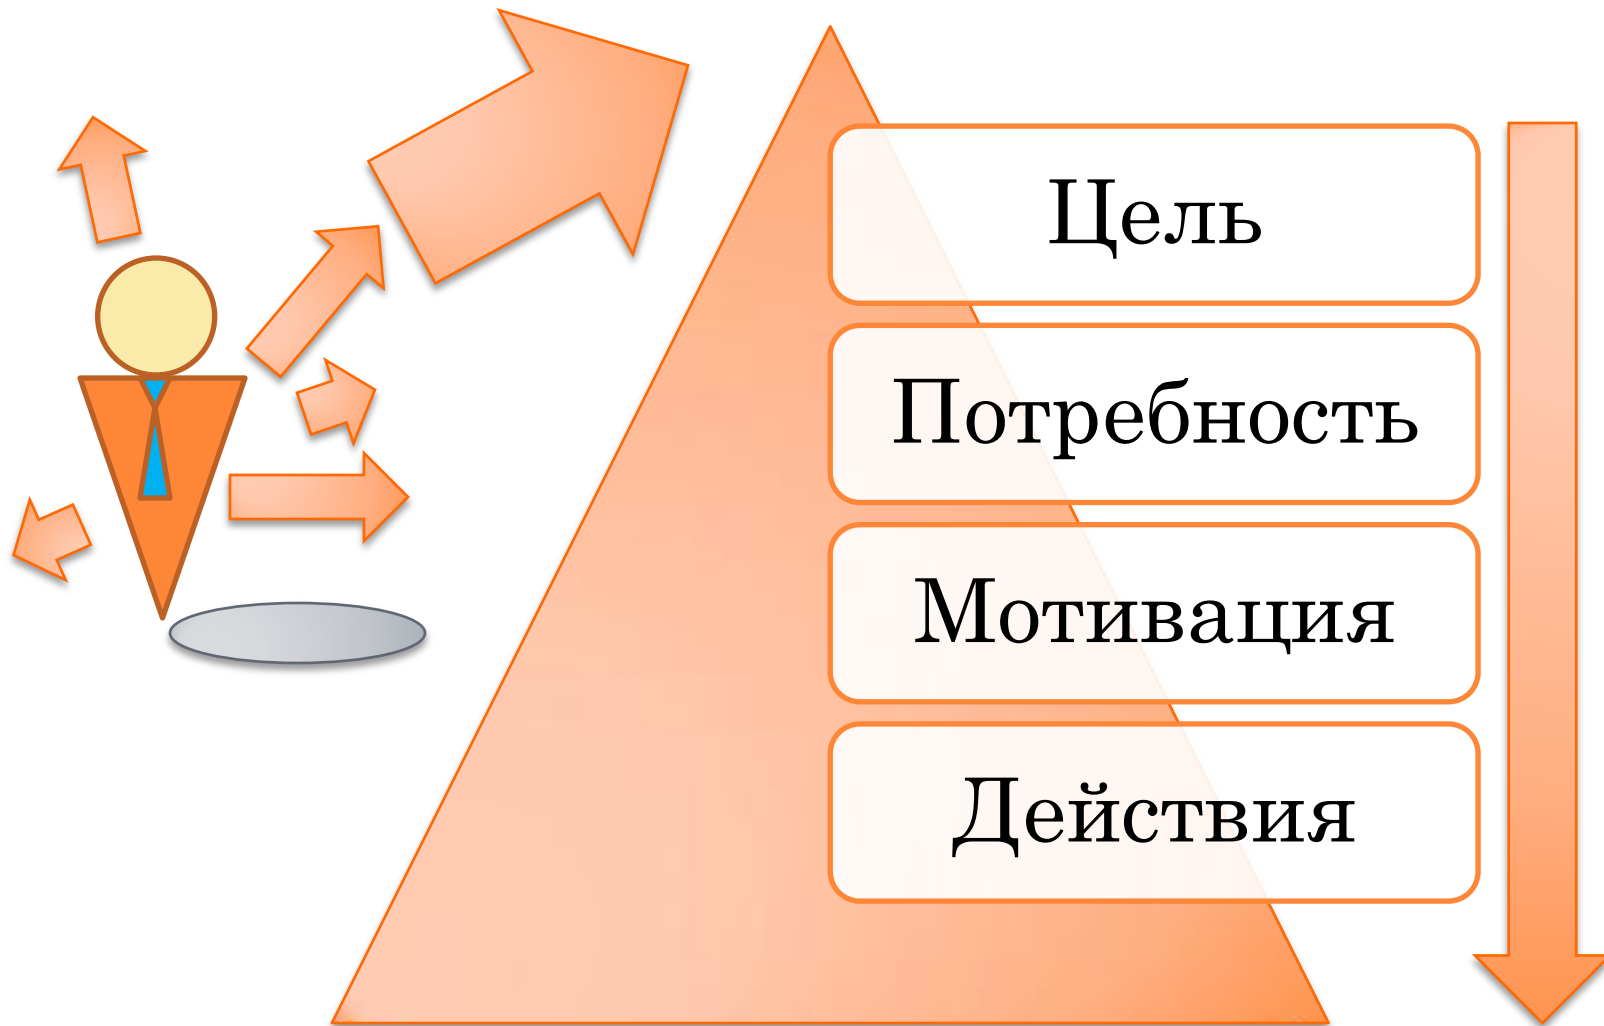 Цель
Потребность
Мотивация
Действия